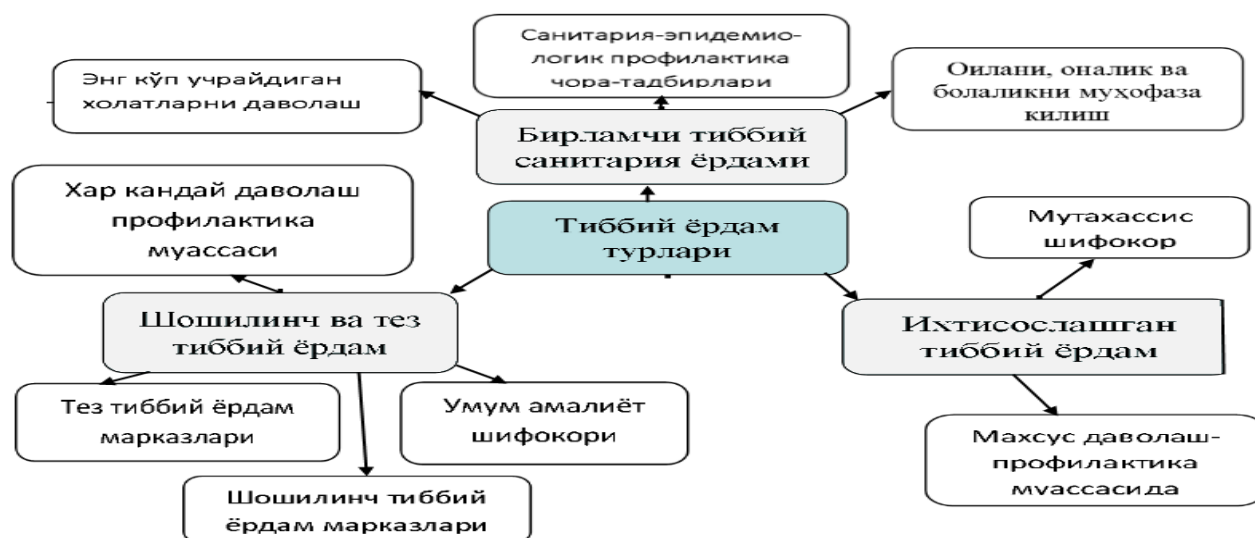 Санитария-эпидемио-
логик профилактика
чора-тадбирлари
Энг кўп учрайдиган
холатларни даволаш
Оилани, оналик ва
болаликни муҳофаза
килиш
Бирламчи тиббий
санитария ёрдами
Хар кандай даволаш
профилактика
муассаси
Тиббий ёрдам
турлари
Мутахассис
шифокор
Шошилинч ва тез
тиббий ёрдам
Ихтисослашган
тиббий ёрдам
Тез тиббий ёрдам
марказлари
Умум амалиёт
шифокори
Махсус даволаш-
профилактика
муассасида
Шошилинч тиббий
ёрдам марказлари